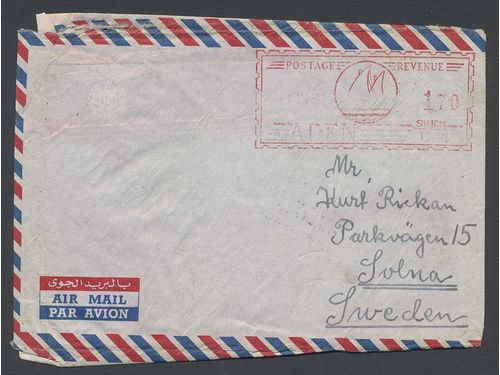 POSTAGE REVENUE
1.70
SH Cts
ADEN
Mr,
Kurt Rickan
Parkvägen 15
Solna
Sweden
بالبريد الجوى
AIR MAIL
PAR AVION